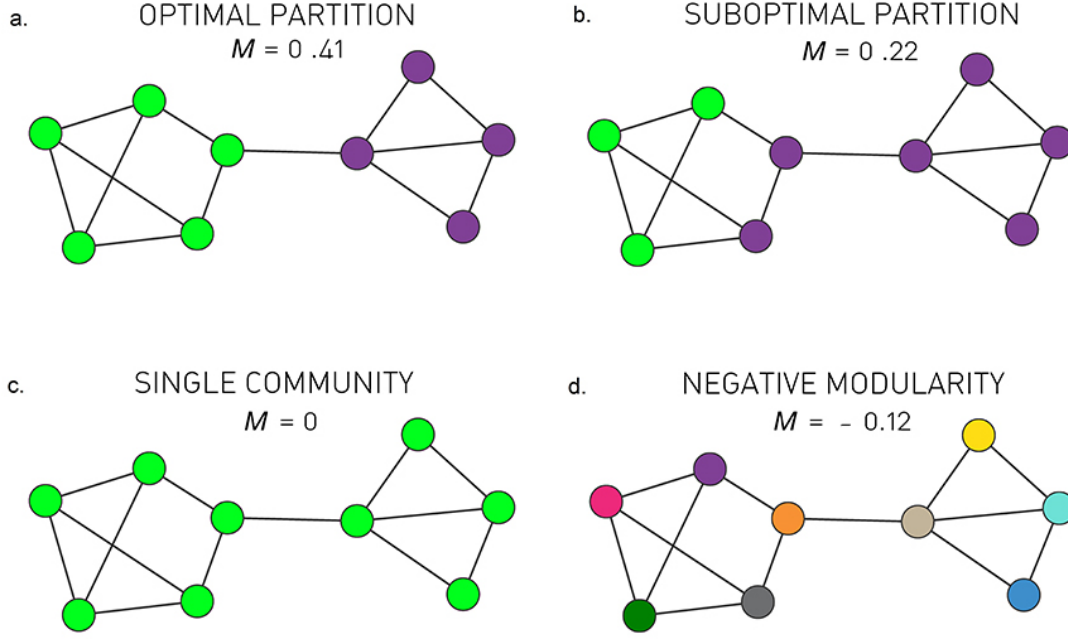 a.
OPTIMAL PARTITION
M = 0 .41
b.
SUBOPTIMAL PARTITION
M = 0 .22
c.
SINGLE COMMUNITY
M = 0
d.
NEGATIVE MODULARITY
M = - 0.12